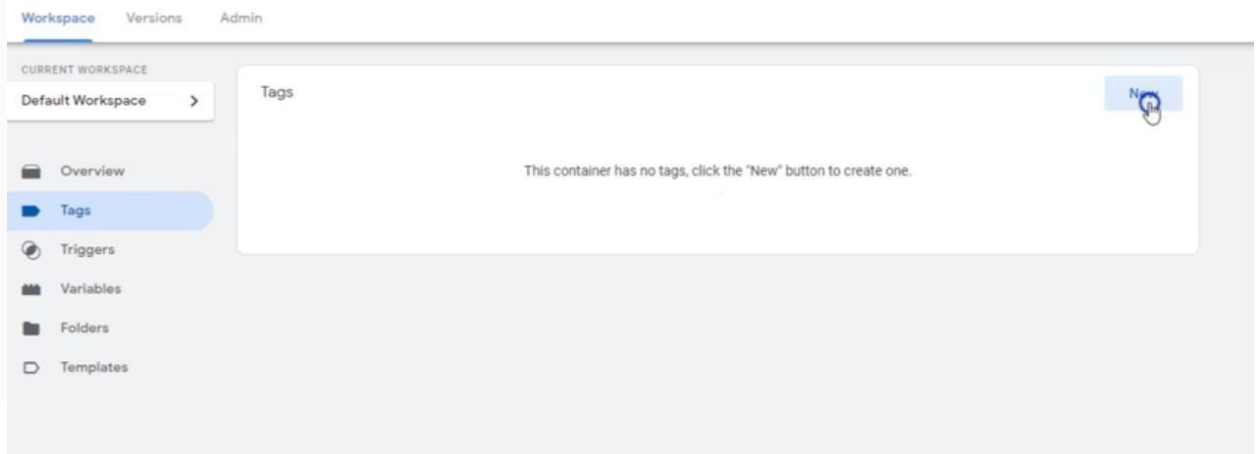 Workspace Versions Admin
CURRENT WORKSPACE
Default Workspace
Tags
New
This container has no tags, click the "New" button to create one.
Overview
Tags
Triggers
Variables
Folders
Templates